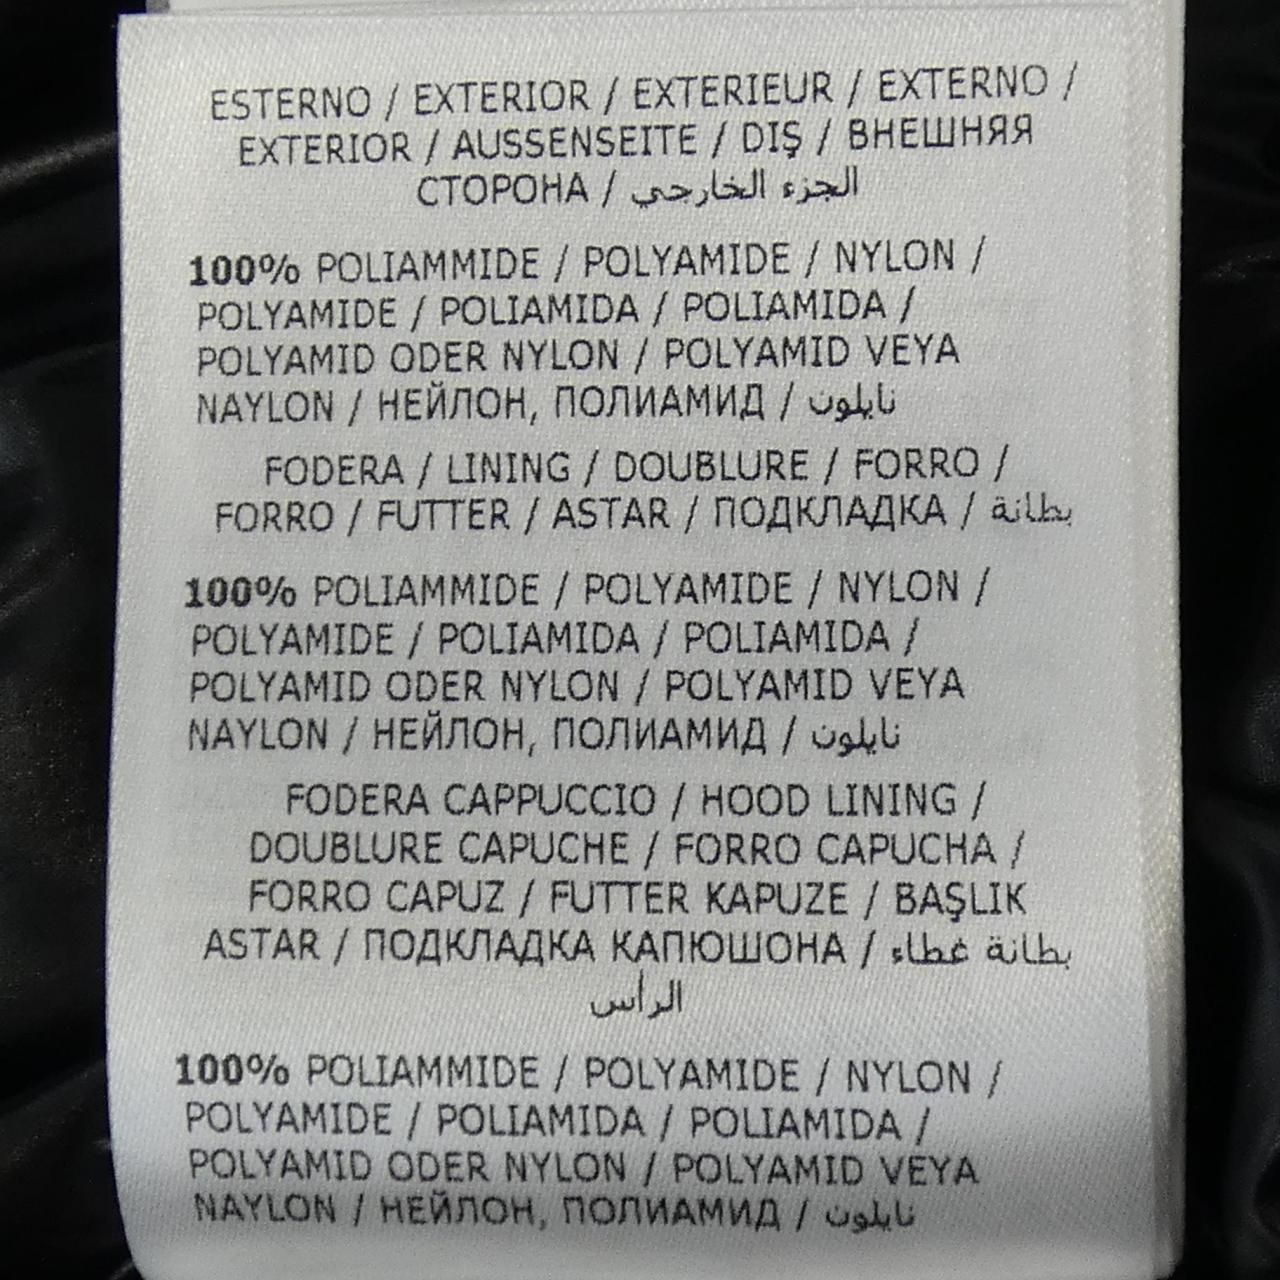 ESTERNO / EXTERIOR / EXTERIEUR / EXTERNO /
EXTERIOR / AUSSENSEITE / DIŞ / ВНЕШНЯЯ
СТОРОНА / الجزء الخارجي
100% POLIAMMIDE / POLYAMIDE / NYLON /
POLYAMIDE / POLIAMIDA / POLIAMIDA /
POLYAMID ODER NYLON / POLYAMID VEYA
NAYLON / НЕЙЛОН, ПОЛИАМИД / نايلون
FODERA / LINING / DOUBLURE / FORRO /
FORRO / FUTTER / ASTAR / ПОДКЛАДКА / بطانة
100% POLIAMMIDE / POLYAMIDE / NYLON /
POLYAMIDE / POLIAMIDA / POLIAMIDA /
POLYAMID ODER NYLON / POLYAMID VEYA
NAYLON / НЕЙЛОН, ПОЛИАМИД / نايلون
FODERA CAPPUCCIO / HOOD LINING /
DOUBLURE CAPUCHE / FORRO CAPUCHA /
FORRO CAPUZ / FUTTER KAPUZE / BAŞLIK
ASTAR / ПОДКЛАДКА КАПЮШОНА / بطانة غطاء
الرأس
100% POLIAMMIDE / POLYAMIDE / NYLON /
POLYAMIDE / POLIAMIDA / POLIAMIDA /
POLYAMID ODER NYLON / POLYAMID VEYA
NAYLON / НЕЙЛОН, ПОЛИАМИД / نايلون